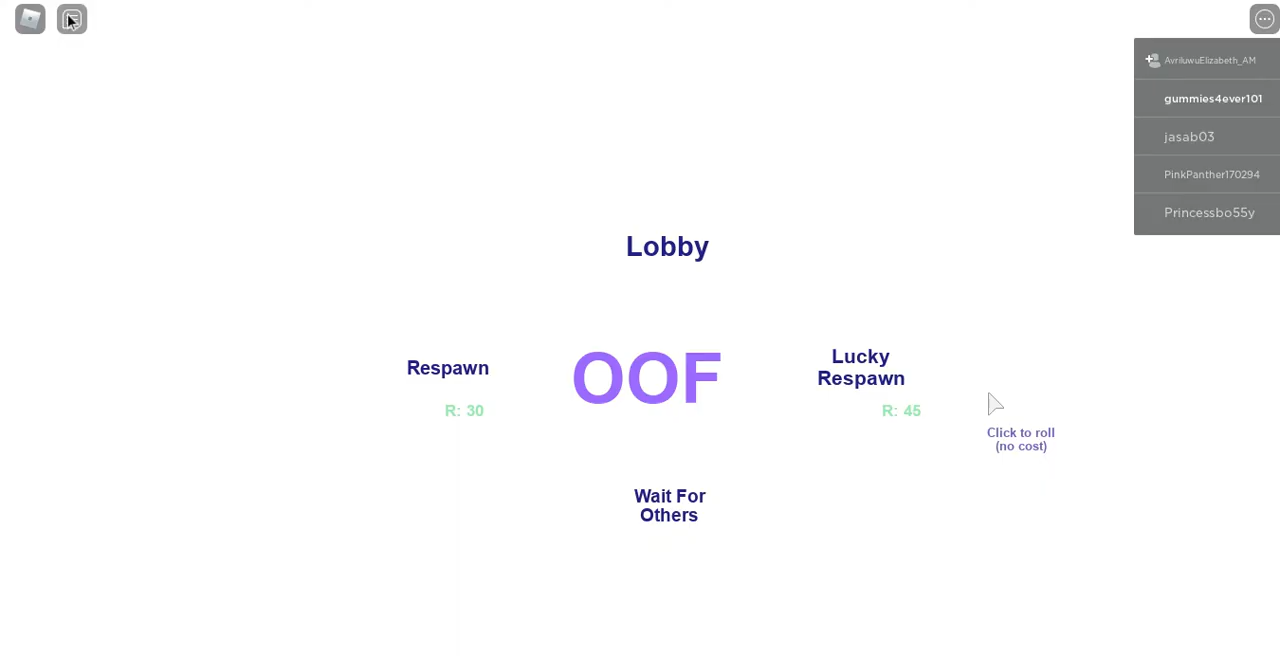 AvriluwuElizabeth_AM
gummies4ever101
jasab03
PinkPanther170294
Princessbo55y
Lobby
Respawn
R: 30
OOF
Lucky
Respawn
R: 45
Click to roll
(no cost)
Wait For
Others